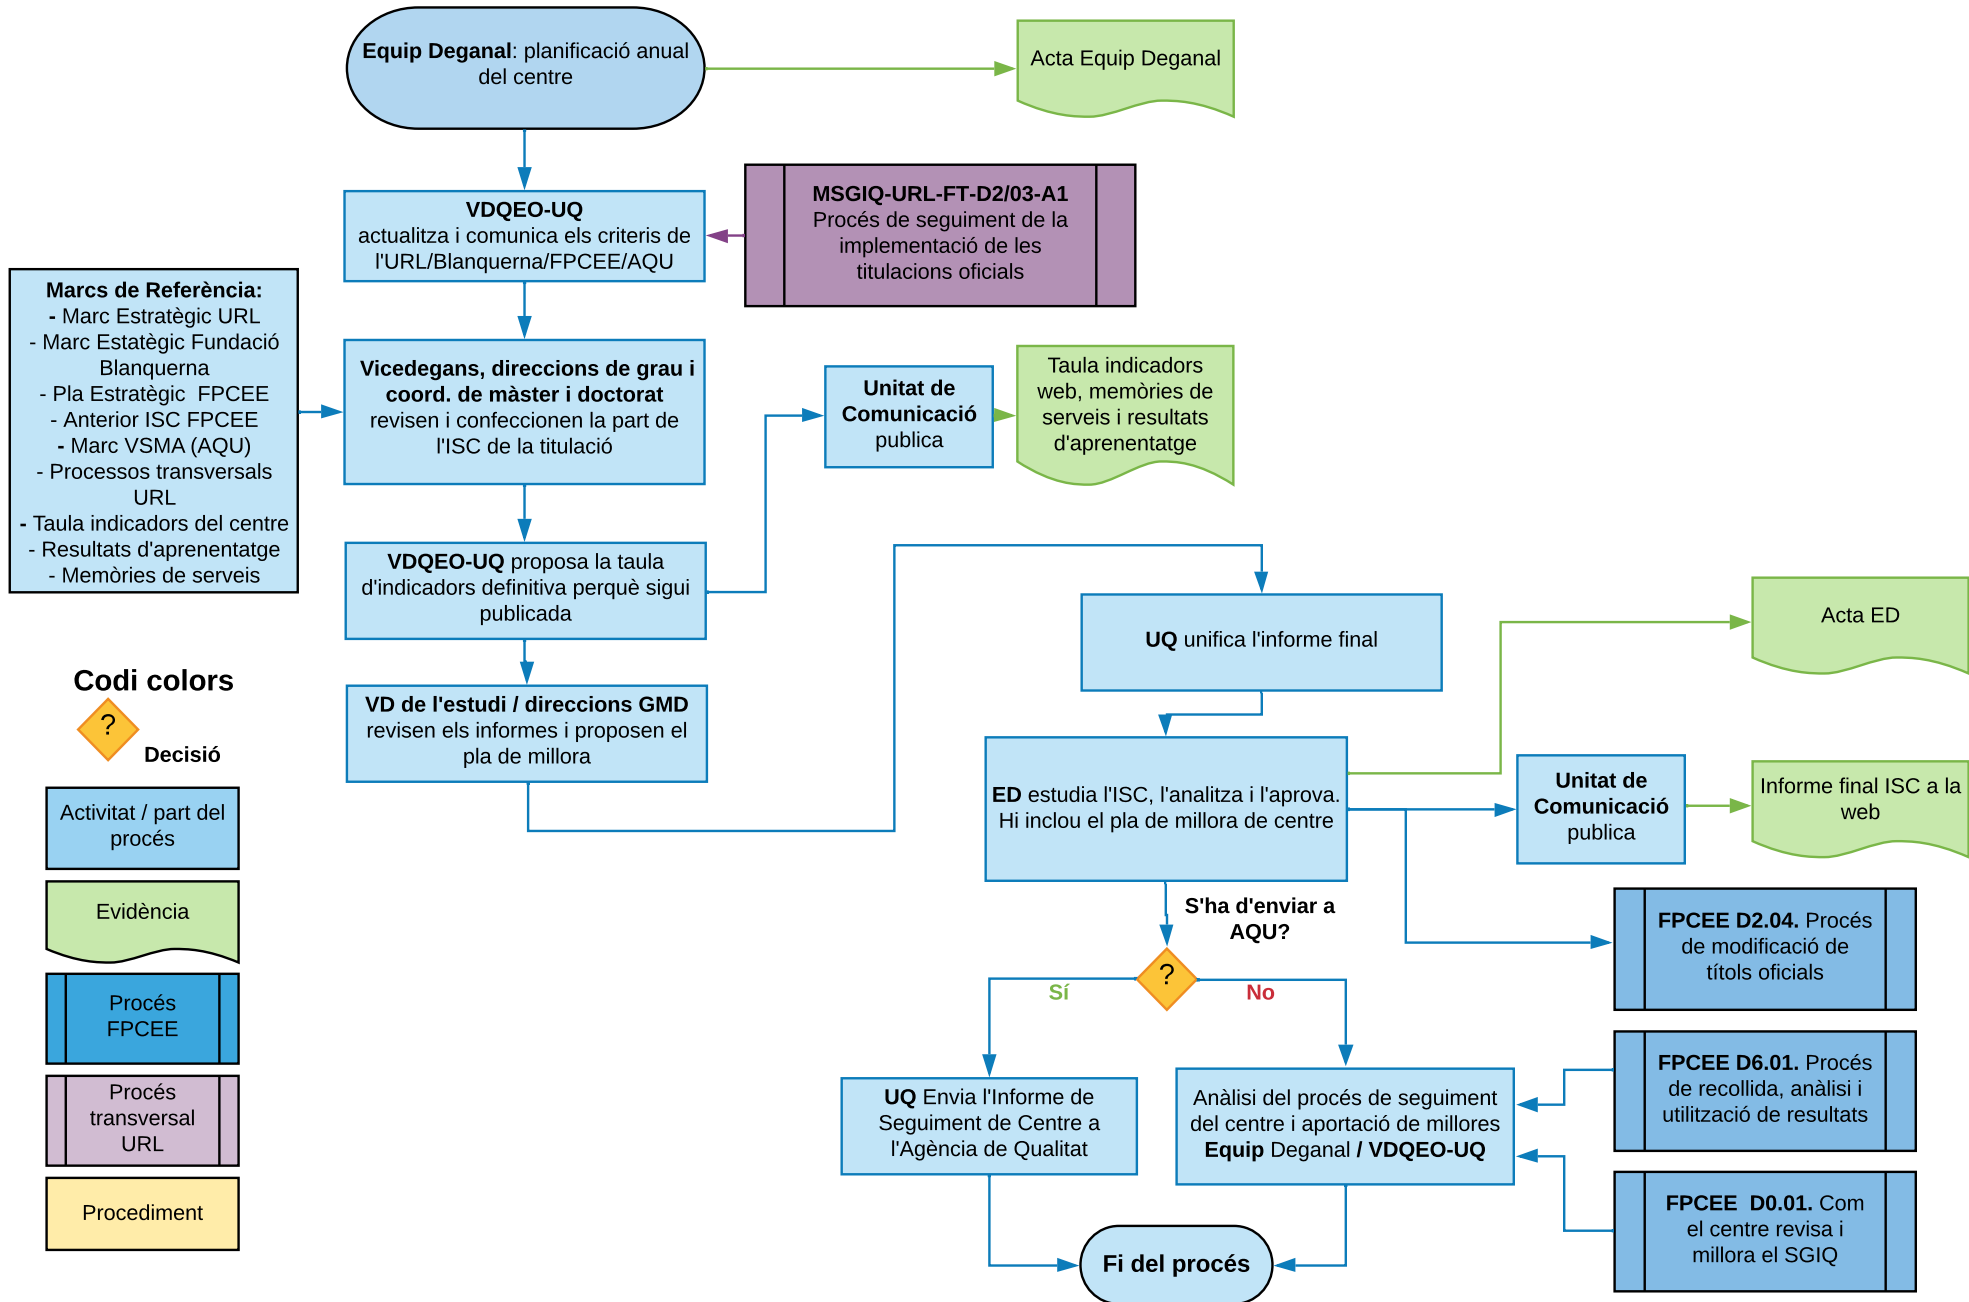 Equip Deganal: planificació anual
del centre
Acta Equip Deganal
VDQEO-UQ
actualitza i comunica els criteris de
l'URL/Blanquerna/FPCEE/AQU
MSGIQ-URL-FT-D2/03-A1
Procés de seguiment de la
implementació de les
titulacions oficials
Marcs de Referència:
- Marc Estratègic URL
- Marc Estatègic Fundació
Blanquerna
- Pla Estratègic  FPCEE
- Anterior ISC FPCEE
- Marc VSMA (AQU)
- Processos transversals
URL
- Taula indicadors del centre
- Resultats d'aprenentatge
- Memòries de serveis
Vicedegans, direccions de grau i
coord. de màster i doctorat
revisen i confeccionen la part de
l'ISC de la titulació
Unitat de
Comunicació
publica
Taula indicadors
web, memòries de
serveis i resultats
d'aprenentatge
VDQEO-UQ proposa la taula
d'indicadors definitiva perquè sigui
publicada
VD de l'estudi / direccions GMD
revisen els informes i proposen el
pla de millora
UQ unifica l'informe final
Acta ED
ED estudia l'ISC, l'analitza i l'aprova.
Hi inclou el pla de millora de centre
Unitat de
Comunicació
publica
Informe final ISC a la
web
S'ha d'enviar a
AQU?
?
Sí
No
FPCEE D2.04. Procés
de modificació de
títols oficials
UQ Envia l'Informe de
Seguiment de Centre a
l'Agència de Qualitat
Anàlisi del procés de seguiment
del centre i aportació de millores
Equip Deganal / VDQEO-UQ
FPCEE D6.01. Procés
de recollida, anàlisi i
utilització de resultats
FPCEE  D0.01. Com
el centre revisa i
millora el SGIQ
Fi del procés
Codi colors
?
Decisió
Activitat / part del
procés
Evidència
Procés
FPCEE
Procés
transversal
URL
Procediment